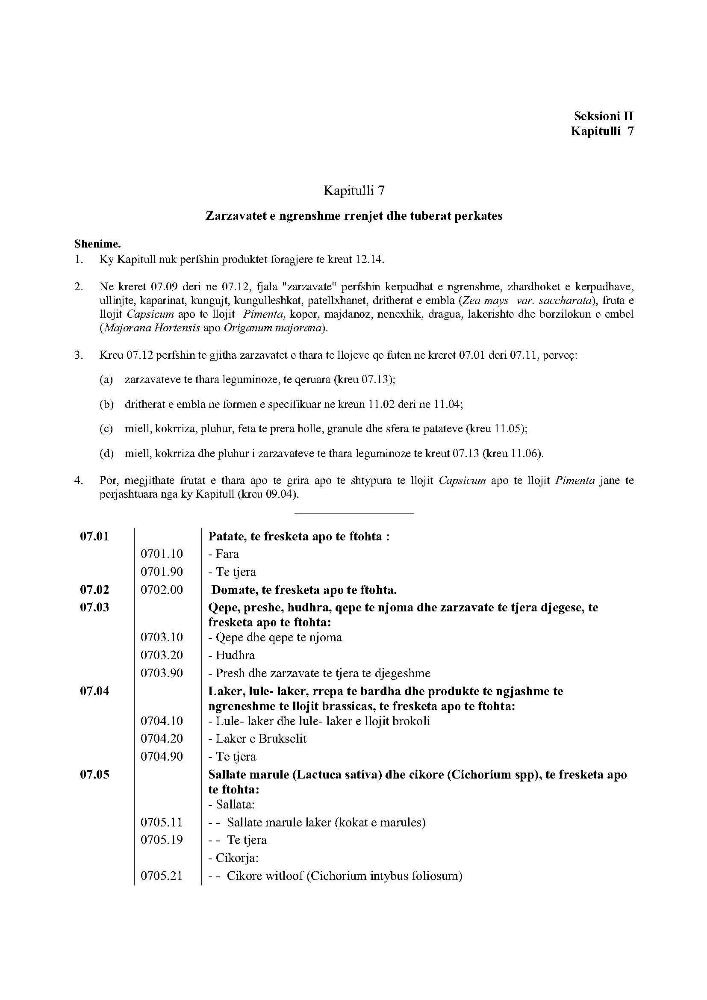 Seksioni II
Kapitulli 7
Kapitulli 7
Zarzavatet e ngrenshme rrenjet dhe tuberat perkates
Shenime.
1. Ky Kapitull nuk perfshin produktet foragjere te kreut 12.14.
2. Ne kreret 07.09 deri ne 07.12, fjala "zarzavate" perfshin kerpudhat e ngrenshme, zhardhoket e kerpudhave,
ullinjte, kaparinat, kungujt, kungulleshkat, patellxhanet, dritherat e embla (Zea mays var. saccharata), fruta e
llojit Capsicum apo te llojit Pimenta, koper, majdanoz, nenexhik, dragua, lakerishte dhe borzilokun e embel
(Majorana Hortensis apo Origanum majorana).
3. Kreu 07.12 perfshin te gjitha zarzavatet e thara te llojeve qe futen ne kreret 07.01 deri 07.11, perveç:
(a) zarzavateve te thara leguminoze, te qeruara (kreu 07.13);
(b) dritherat e embla ne formen e specifikuar ne kreun 11.02 deri ne 11.04;
(c) miell, kokrriza, pluhur, feta te prera holle, granule dhe sfera te patateve (kreu 11.05);
(d) miell, kokrriza dhe pluhur i zarzavateve te thara leguminoze te kreut 07.13 (kreu 11.06).
4. Por, megjithate frutat e thara apo te grira apo te shtypura te llojit Capsicum apo te llojit Pimenta jane te
perjashtuara nga ky Kapitull (kreu 09.04).
07.01 Patate, te fresketa apo te ftohta :
0701.10 - Fara
0701.90 - Te tjera
07.02 0702.00 Domate, te fresketa apo te ftohta.
07.03 Qepe, preshe, hudhra, qepe te njoma dhe zarzavate te tjera djegese, te
fresketa apo te ftohta:
0703.10 - Qepe dhe qepe te njoma
0703.20 - Hudhra
0703.90 - Presh dhe zarzavate te tjera te djegeshme
07.04 Laker, lule- laker, rrepa te bardha dhe produkte te ngjashme te
ngreneshme te llojit brassicas, te fresketa apo te ftohta:
0704.10 - Lule- laker dhe lule- laker e llojit brokoli
0704.20 - Laker e Brukselit
0704.90 - Te tjera
07.05 Sallate marule (Lactuca sativa) dhe cikore (Cichorium spp), te fresketa apo
te ftohta:
- Sallata:
0705.11 - - Sallate marule laker (kokat e marules)
0705.19 - - Te tjera
- Cikorja:
0705.21 - - Cikore witloof (Cichorium intybus foliosum)